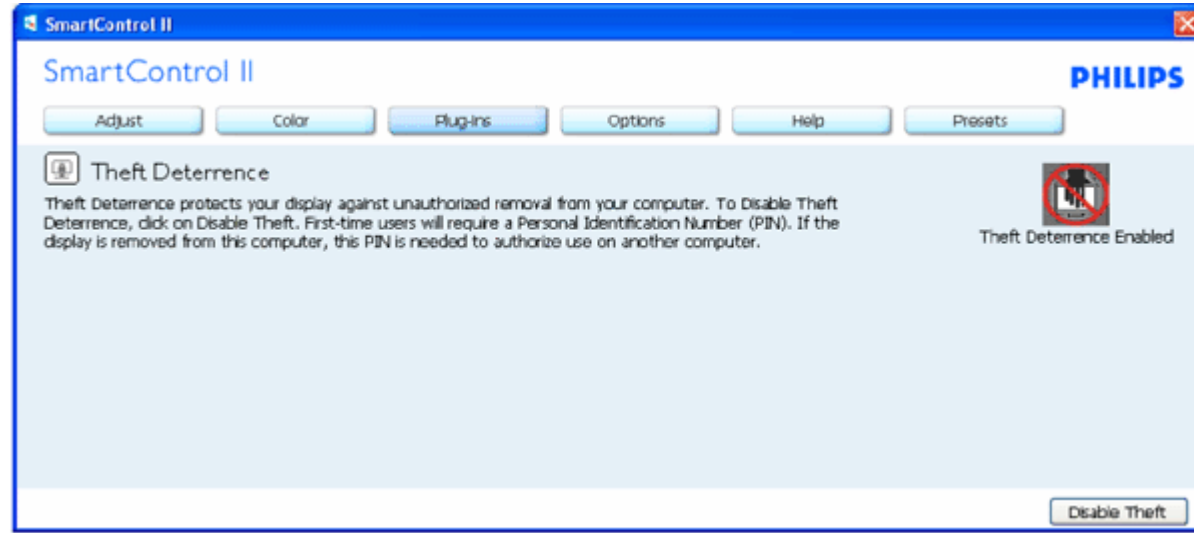 SmartControl II
SmartControl II
PHILIPS
Adjust Color Plug-Ins Options Help Presets
Theft Deterrence
Theft Deterrence protects your display against unauthorized removal from your computer. To Disable Theft
Deterrence, click on Disable Theft. First-time users will require a Personal Identification Number (PIN). If the
display is removed from this computer, this PIN is needed to authorize use on another computer.
Theft Deterrence Enabled
Disable Theft